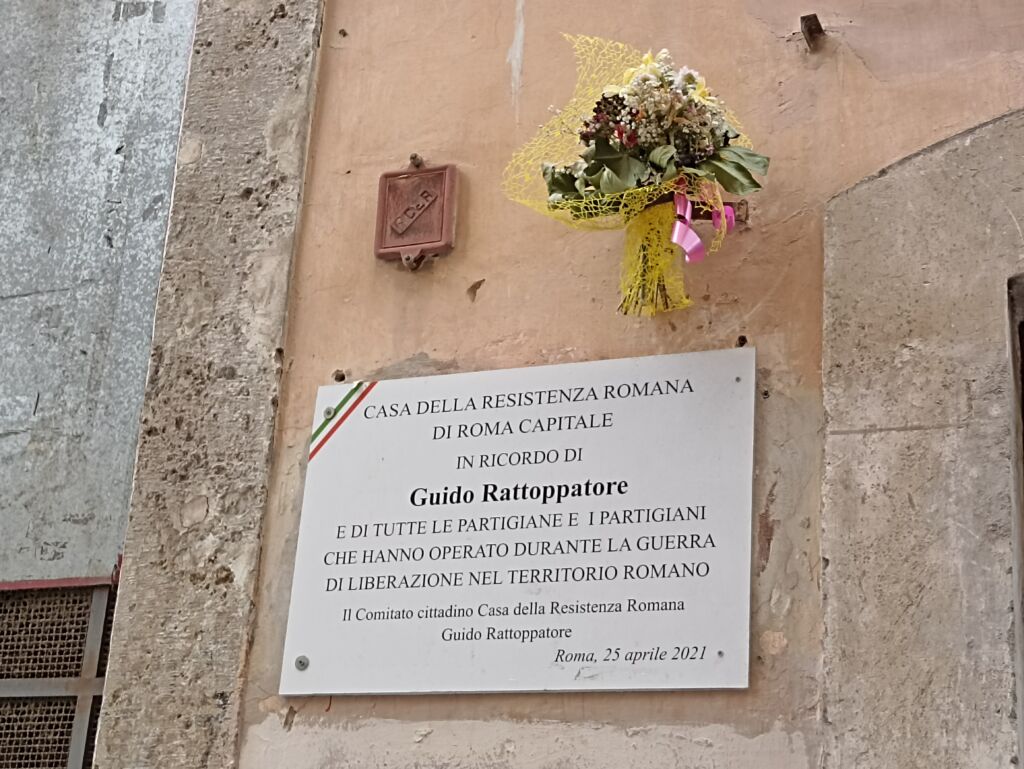 CASA DELLA RESISTENZA ROMANA
DI ROMA CAPITALE
IN RICORDO DI
Guido Rattoppatore
E DI TUTTE LE PARTIGIANE E I PARTIGIANI
CHE HANNO OPERATO DURANTE LA GUERRA
DI LIBERAZIONE NEL TERRITORIO ROMANO
Il Comitato cittadino Casa della Resistenza Romana
Guido Rattoppatore
Roma, 25 aprile 2021